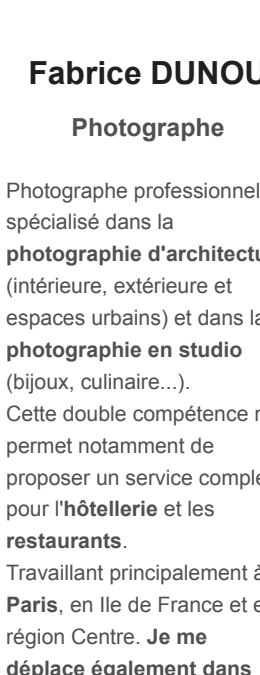 Fabrice DUNOU
Photographe
Photographe professionnel
spécialisé dans la
photographie d'architectu
(intérieure, extérieure et
espaces urbains) et dans la
photographie en studio
(bijoux, culinaire...).
Cette double compétence
permet notamment de
proposer un service comple
pour l'hôtellerie et les
restaurants.
Travaillant principalement à
Paris, en Ile de France et e
région Centre. Je me
déplace également dans